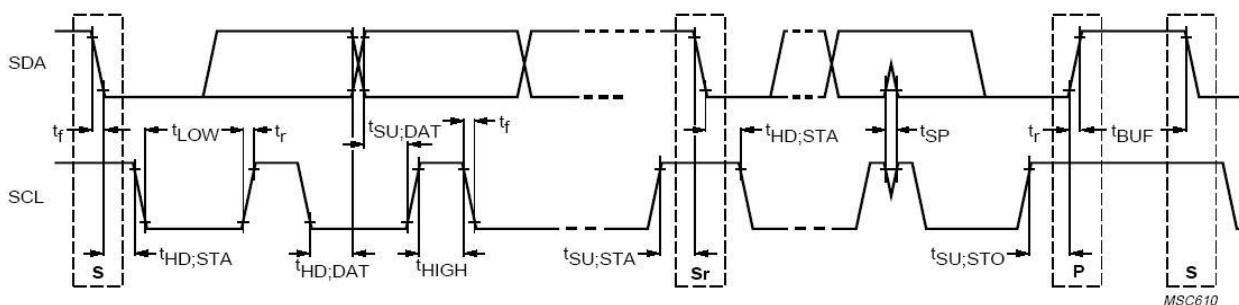 SDA
t_f
t_LOW
t_r
t_SU;DAT
t_f
t_HD;STA
t_SP
t_r
t_BUF
SCL
t_HD;STA
t_HD;DAT
t_HIGH
t_SU;STA
t_SU;STO
S
Sr
P
S
MSC610